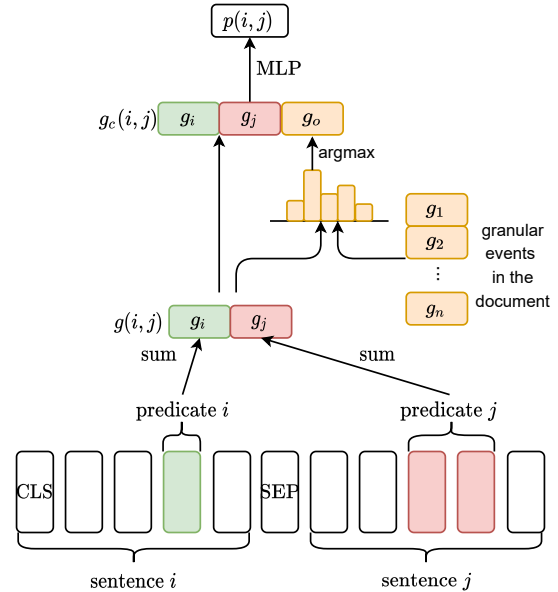 p(i, j)
MLP
g_c(i, j) g_i g_j g_o
argmax
g_1
g_2
⋮
g_n
granular
events
in the
document
g(i, j) g_i g_j
sum
sum
predicate i
predicate j
CLS
SEP
sentence i
sentence j